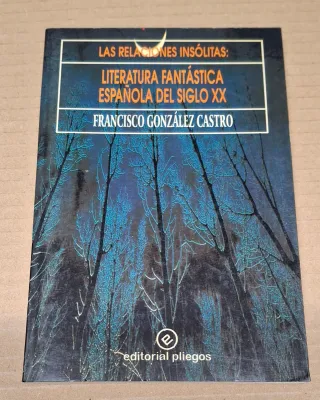 LAS RELACIONES INSÓLITAS:
LITERATURA FANTÁSTICA
ESPAÑOLA DEL SIGLO XX
FRANCISCO GONZÁLEZ CASTRO
e
editorial pliegos